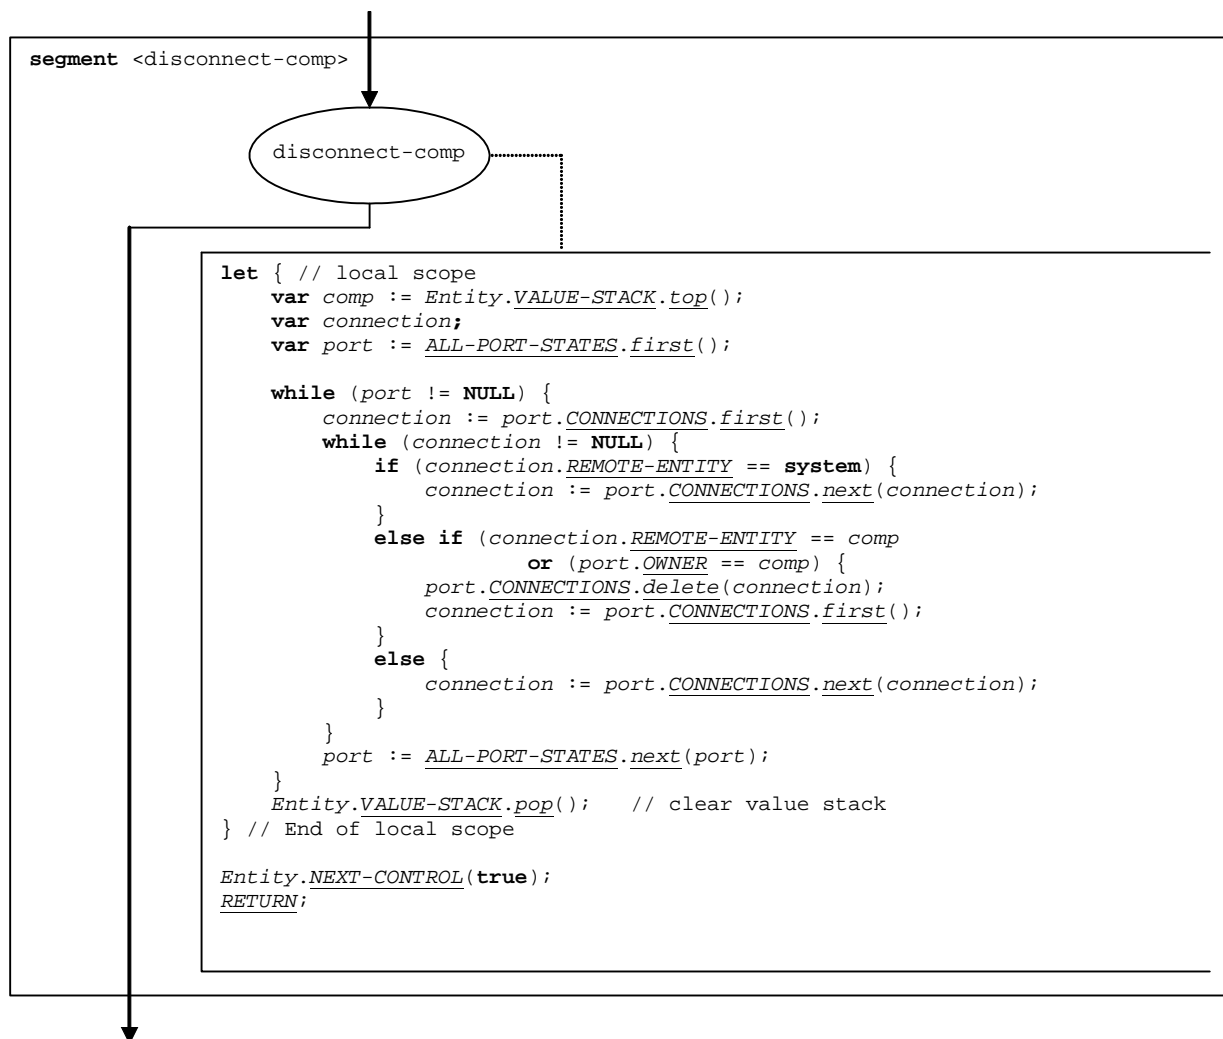 segment <disconnect-comp>
disconnect-comp
let { // local scope
var comp := Entity.VALUE-STACK.top();
var connection;
var port := ALL-PORT-STATES.first();
while (port != NULL) {
connection := port.CONNECTIONS.first();
while (connection != NULL) {
if (connection.REMOTE-ENTITY == system) {
connection := port.CONNECTIONS.next(connection);
}
else if (connection.REMOTE-ENTITY == comp
or (port.OWNER == comp) {
port.CONNECTIONS.delete(connection);
connection := port.CONNECTIONS.first();
}
else {
connection := port.CONNECTIONS.next(connection);
}
}
port := ALL-PORT-STATES.next(port);
}
Entity.VALUE-STACK.pop(); // clear value stack
} // End of local scope
Entity.NEXT-CONTROL(true);
RETURN;